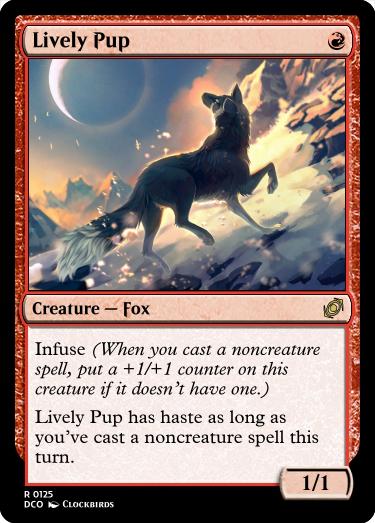 Lively Pup
Creature — Fox
Infuse (When you cast a noncreature
spell, put a +1/+1 counter on this
creature if it doesn't have one.)
Lively Pup has haste as long as
you've cast a noncreature spell this
turn.
1/1
R 0125
DCO Clockbirds